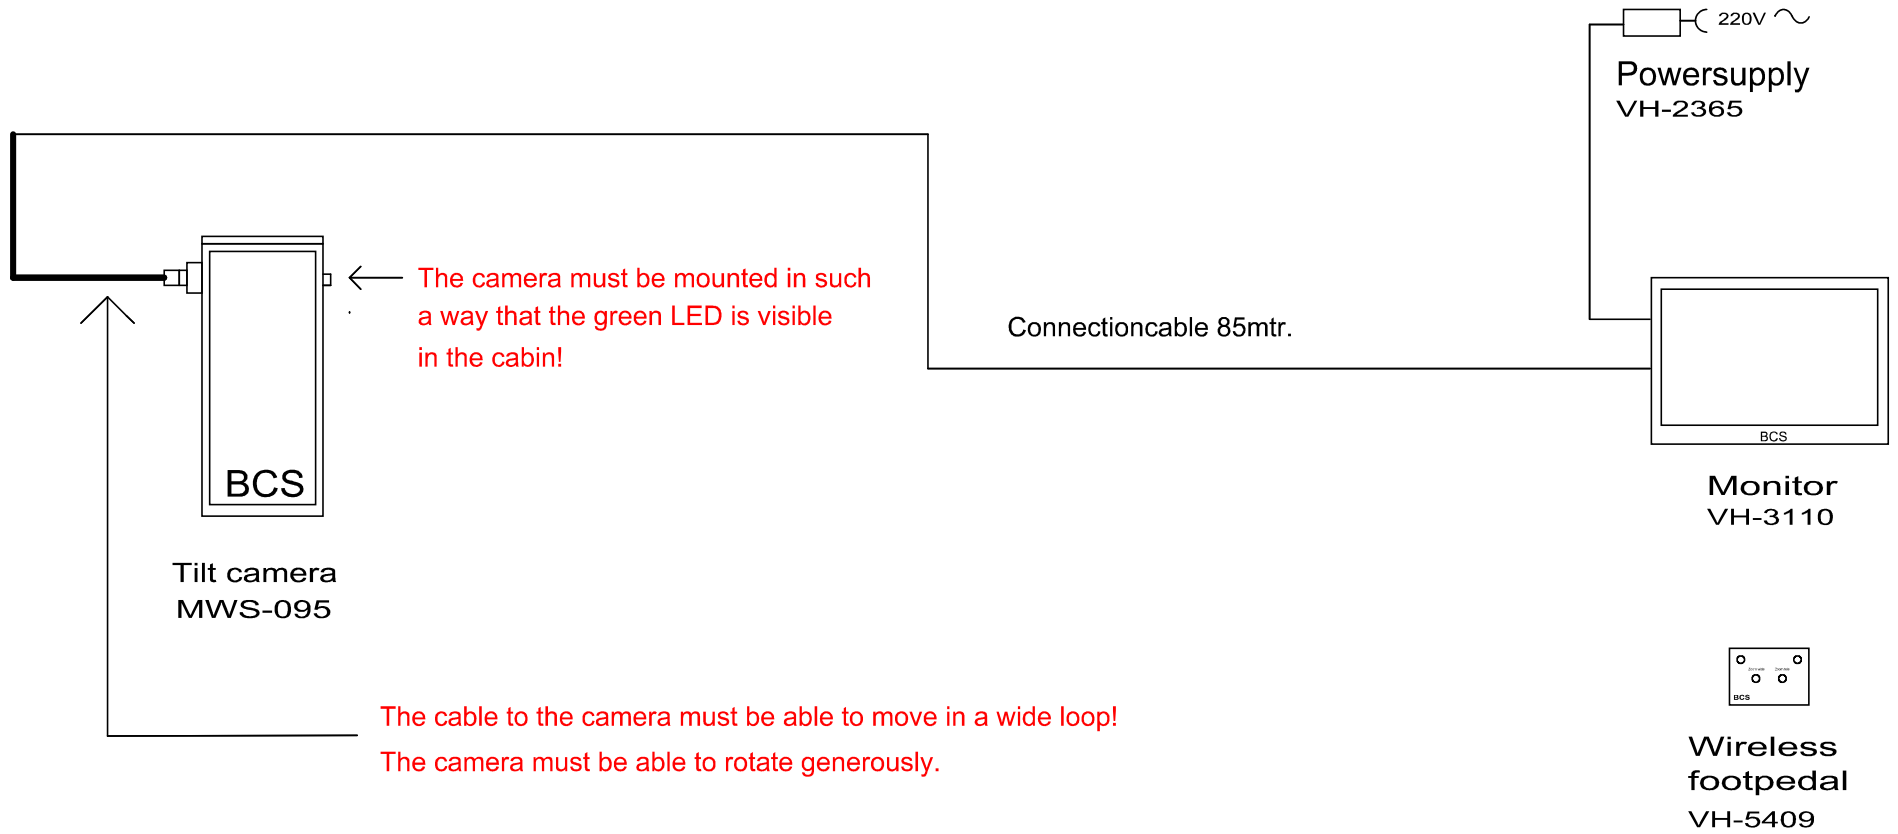 220V
Powersupply
VH-2365
The camera must be mounted in such
a way that the green LED is visible
in the cabin!
Connectioncable 85mtr.
BCS
BCS
Monitor
VH-3110
Tilt camera
MWS-095
BCS
The cable to the camera must be able to move in a wide loop!
The camera must be able to rotate generously.
Wireless
footpedal
VH-5409